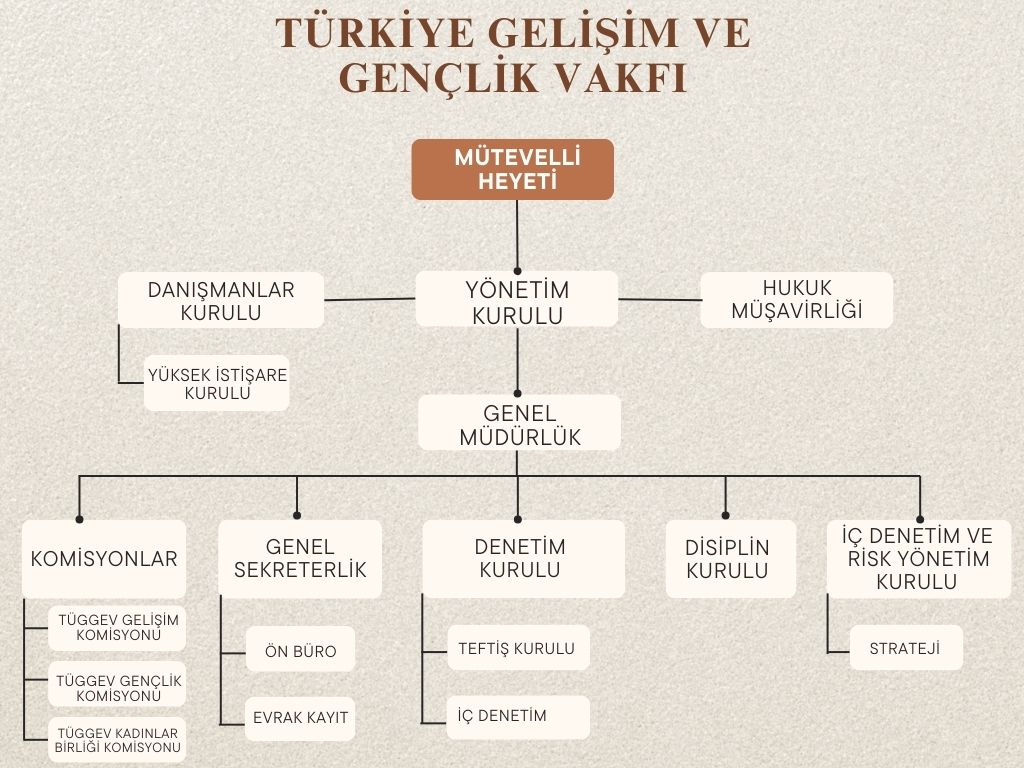 TÜRKİYE GELİŞİM VE
GENÇLİK VAKFI
MÜTEVELLİ
HEYETİ
DANIŞMANLAR
KURULU
YÖNETİM
KURULU
HUKUK
MÜŞAVİRLİĞİ
YÜKSEK İSTİŞARE
KURULU
GENEL
MÜDÜRLÜK
KOMİSYONLAR
GENEL
SEKRETERLİK
DENETİM
KURULU
DİSİPLİN
KURULU
İÇ DENETİM VE
RİSK YÖNETİM
KURULU
TÜGGEV GELİŞİM
KOMİSYONU
TÜGGEV GENÇLİK
KOMİSYONU
TÜGGEV KADINLAR
BİRLİĞİ KOMİSYONU
ÖN BÜRO
EVRAK KAYIT
TEFTİŞ KURULU
İÇ DENETİM
STRATEJİ